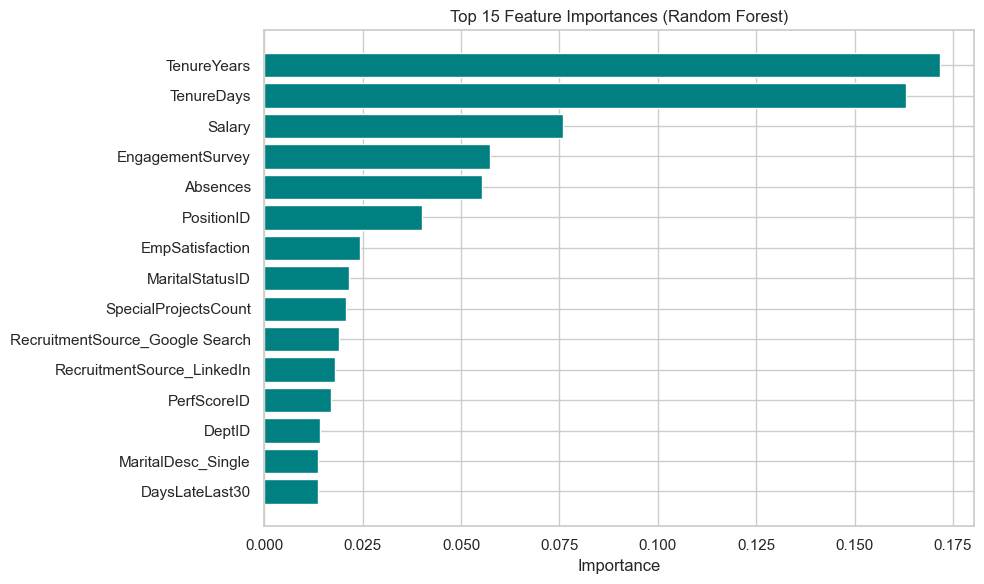 Top 15 Feature Importances (Random Forest)
TenureYears
TenureDays
Salary
EngagementSurvey
Absences
PositionID
EmpSatisfaction
MaritalStatusID
SpecialProjectsCount
RecruitmentSource_Google Search
RecruitmentSource_LinkedIn
PerfScoreID
DeptID
MaritalDesc_Single
DaysLateLast30
0.000 0.025 0.050 0.075 0.100 0.125 0.150 0.175
Importance